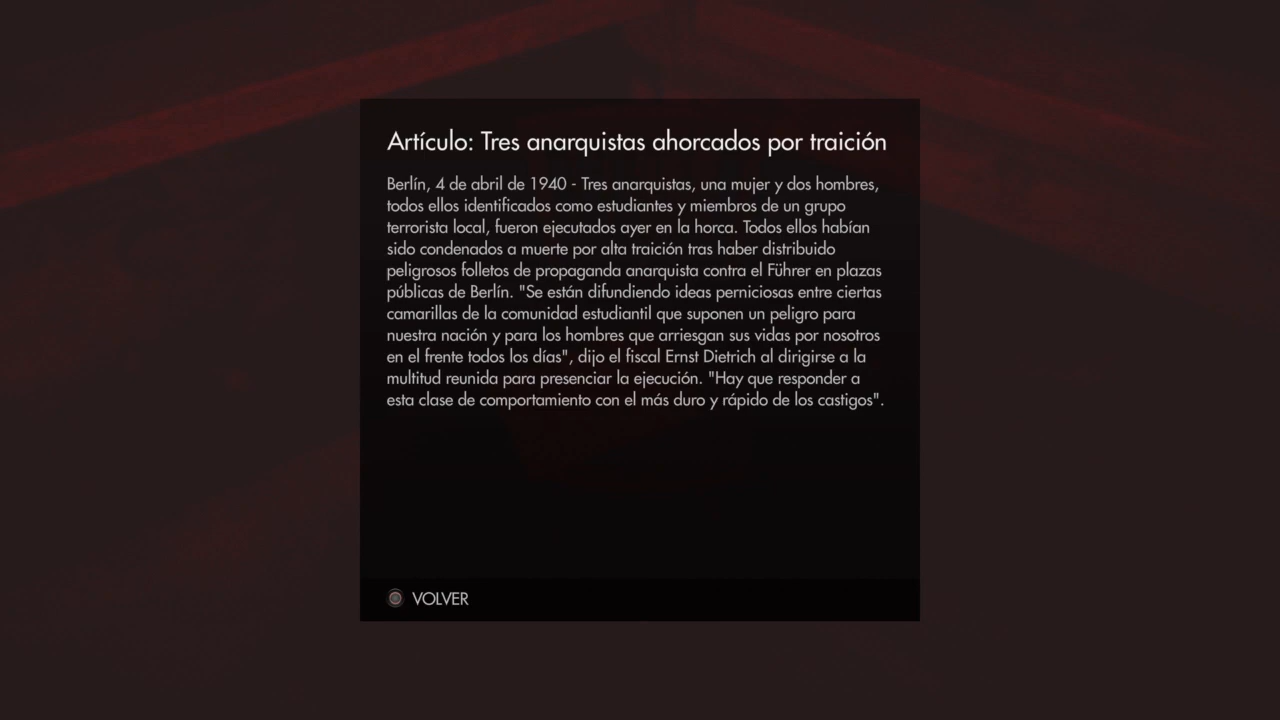 Artículo: Tres anarquistas ahorcados por traición
Berlín, 4 de abril de 1940 - Tres anarquistas, una mujer y dos hombres,
todos ellos identificados como estudiantes y miembros de un grupo
terrorista local, fueron ejecutados ayer en la horca. Todos ellos habían
sido condenados a muerte por alta traición tras haber distribuido
peligrosos folletos de propaganda anarquista contra el Führer en plazas
públicas de Berlín. "Se están difundiendo ideas perniciosas entre ciertas
camarillas de la comunidad estudiantil que suponen un peligro para
nuestra nación y para los hombres que arriesgan sus vidas por nosotros
en el frente todos los días", dijo el fiscal Ernst Dietrich al dirigirse a la
multitud reunida para presenciar la ejecución. "Hay que responder a
esta clase de comportamiento con el más duro y rápido de los castigos".
VOLVER